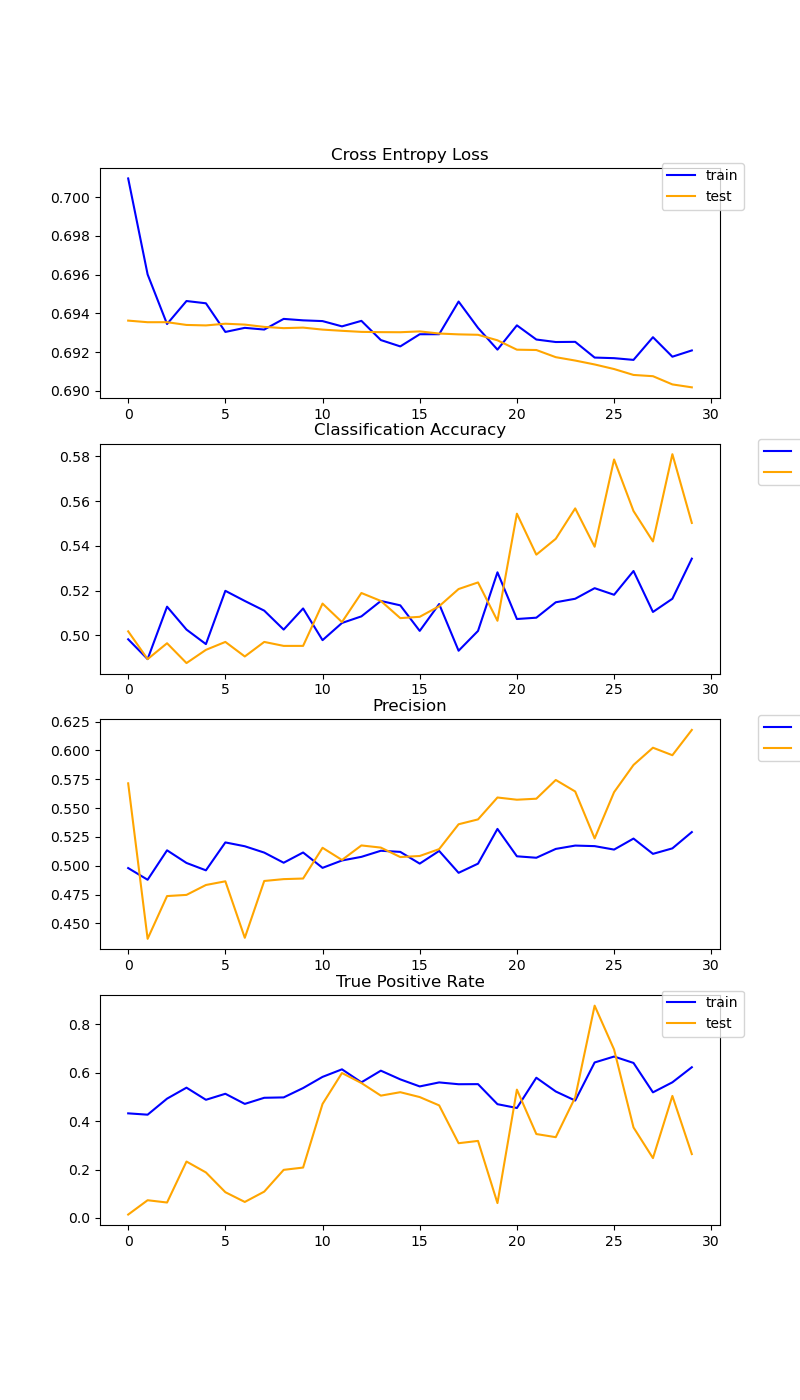 Cross Entropy Loss
train
test
0.700
0.698
0.696
0.694
0.692
0.690
0 5 10 15 20 25 30
Classification Accuracy
0.58
0.56
0.54
0.52
0.50
0 5 10 15 20 25 30
Precision
0.625
0.600
0.575
0.550
0.525
0.500
0.475
0.450
0 5 10 15 20 25 30
True Positive Rate
train
test
0.8
0.6
0.4
0.2
0.0
0 5 10 15 20 25 30